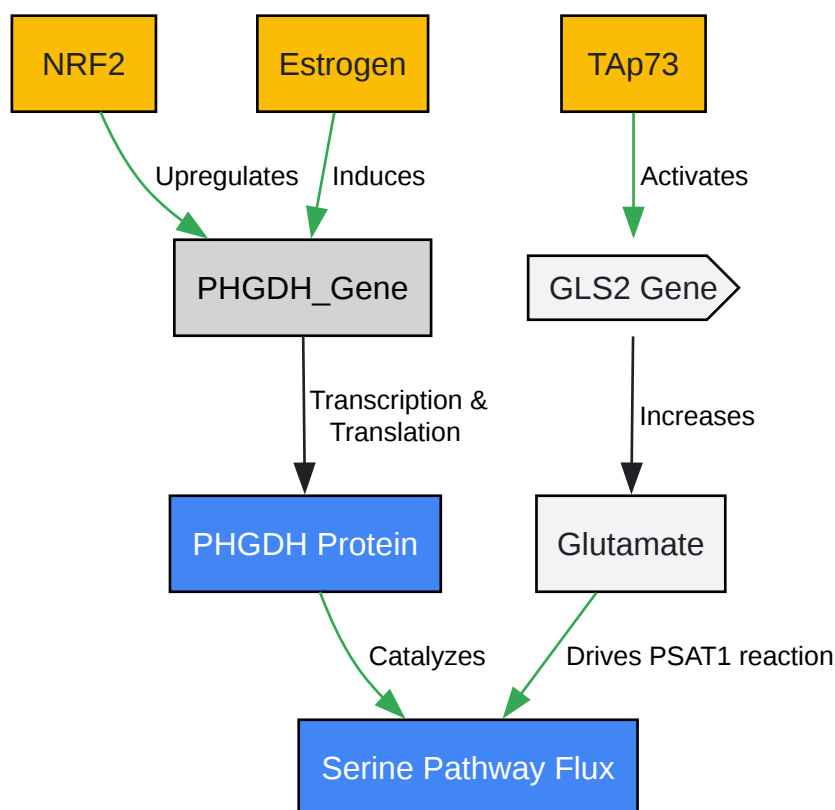 NRF2
Estrogen
TAp73
Upregulates
Induces
Activates
PHGDH_Gene
GLS2 Gene
Transcription &
Translation
Increases
PHGDH Protein
Glutamate
Catalyzes
Drives PSAT1 reaction
Serine Pathway Flux